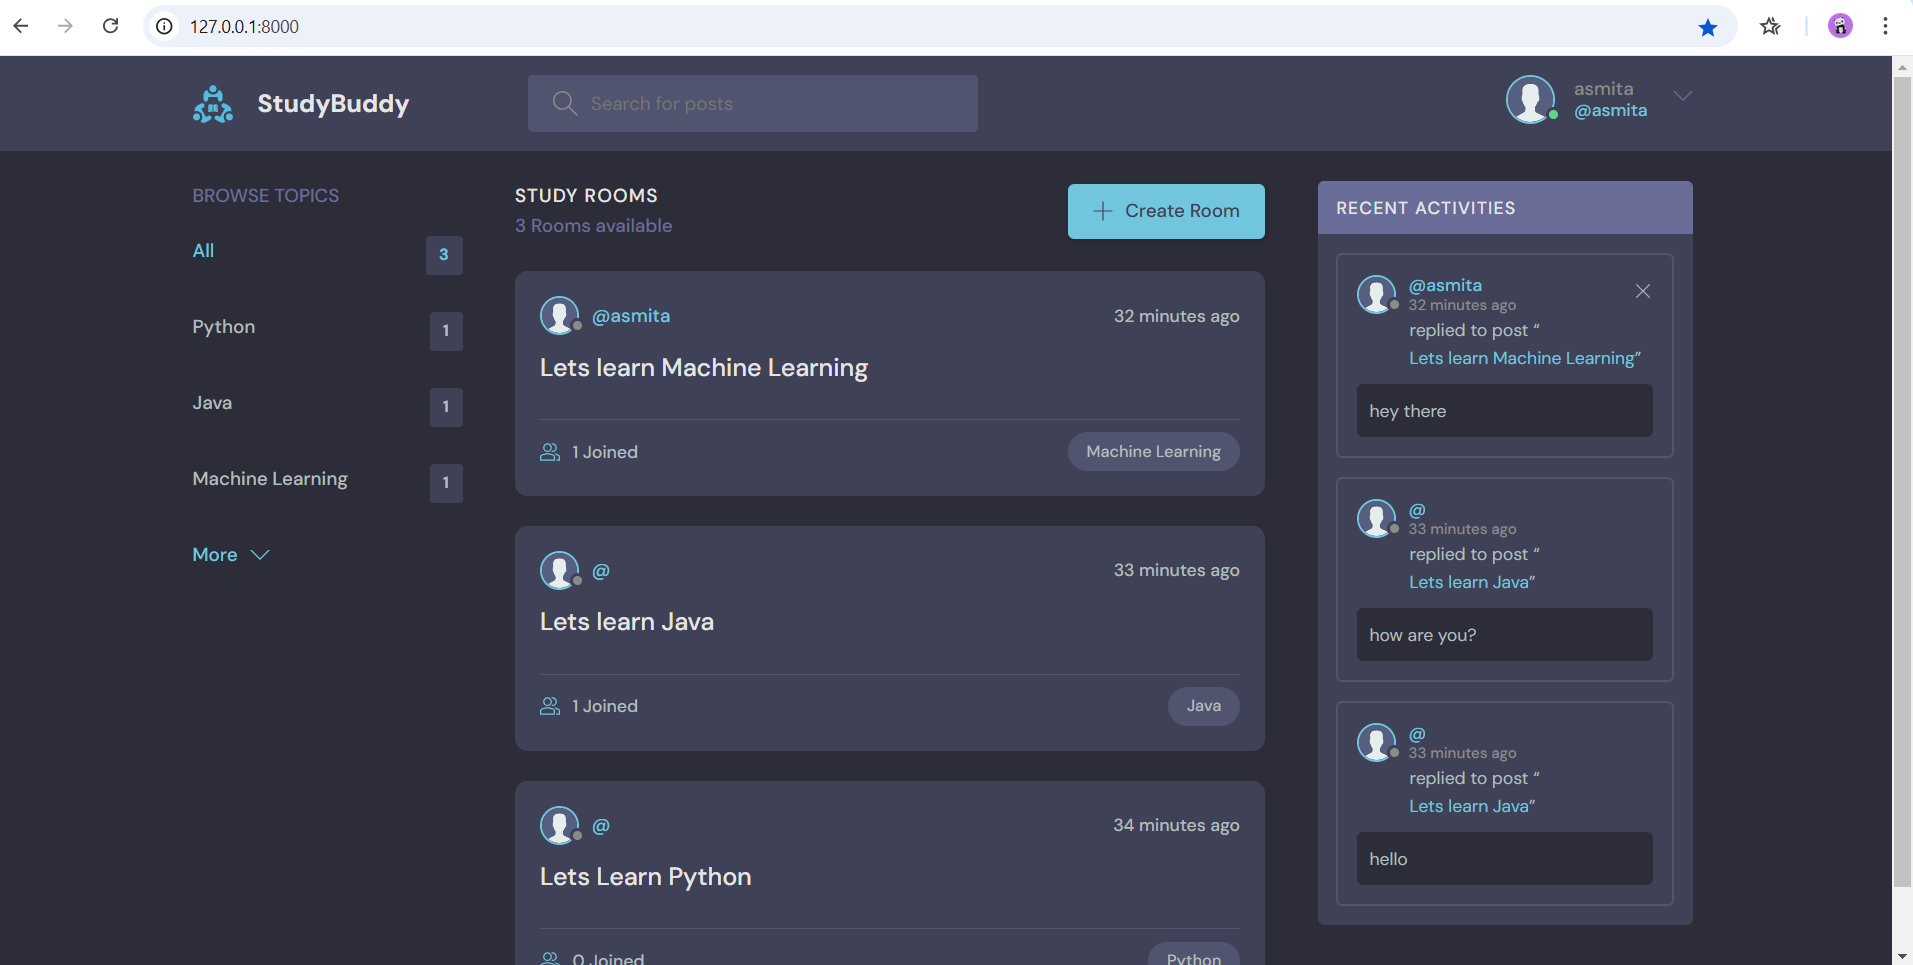 127.0.0.1:8000
StudyBuddy
Search for posts
asmita
@asmita
BROWSE TOPICS
All
3
Python
1
Java
1
Machine Learning
1
More
STUDY ROOMS
3 Rooms available
Create Room
@asmita
32 minutes ago
Lets learn Machine Learning
1 Joined
Machine Learning
@
33 minutes ago
Lets learn Java
1 Joined
Java
@
34 minutes ago
Lets Learn Python
0 Joined
Python
RECENT ACTIVITIES
@asmita
32 minutes ago
replied to post “
Lets learn Machine Learning”
hey there
@
33 minutes ago
replied to post “
Lets learn Java”
how are you?
@
33 minutes ago
replied to post “
Lets learn Java”
hello